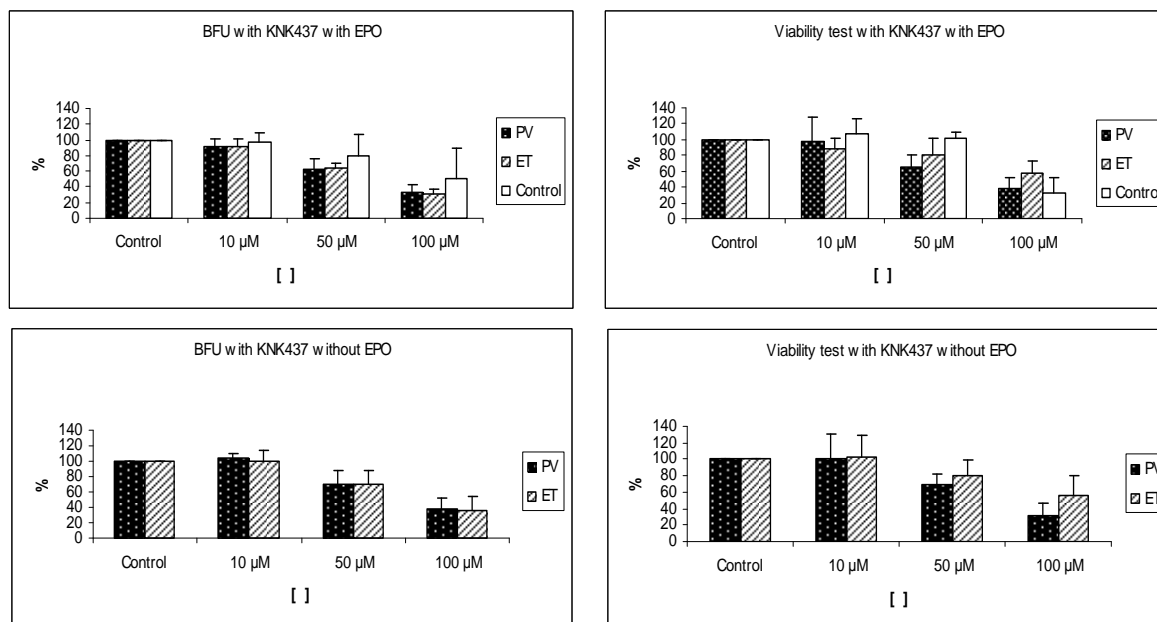 BFU with KNK437 with EPO
140
120
100
80
60
40
20
0
%
Control 10 µM 50 µM 100 µM
[ ]
PV
ET
Control
Viability test with KNK437 with EPO
140
120
100
80
60
40
20
0
%
Control 10 µM 50 µM 100 µM
[ ]
PV
ET
Control
BFU with KNK437 without EPO
140
120
100
80
60
40
20
0
%
Control 10 µM 50 µM 100 µM
[ ]
PV
ET
Viability test with KNK437 without EPO
140
120
100
80
60
40
20
0
%
Control 10 µM 50 µM 100 µM
[ ]
PV
ET